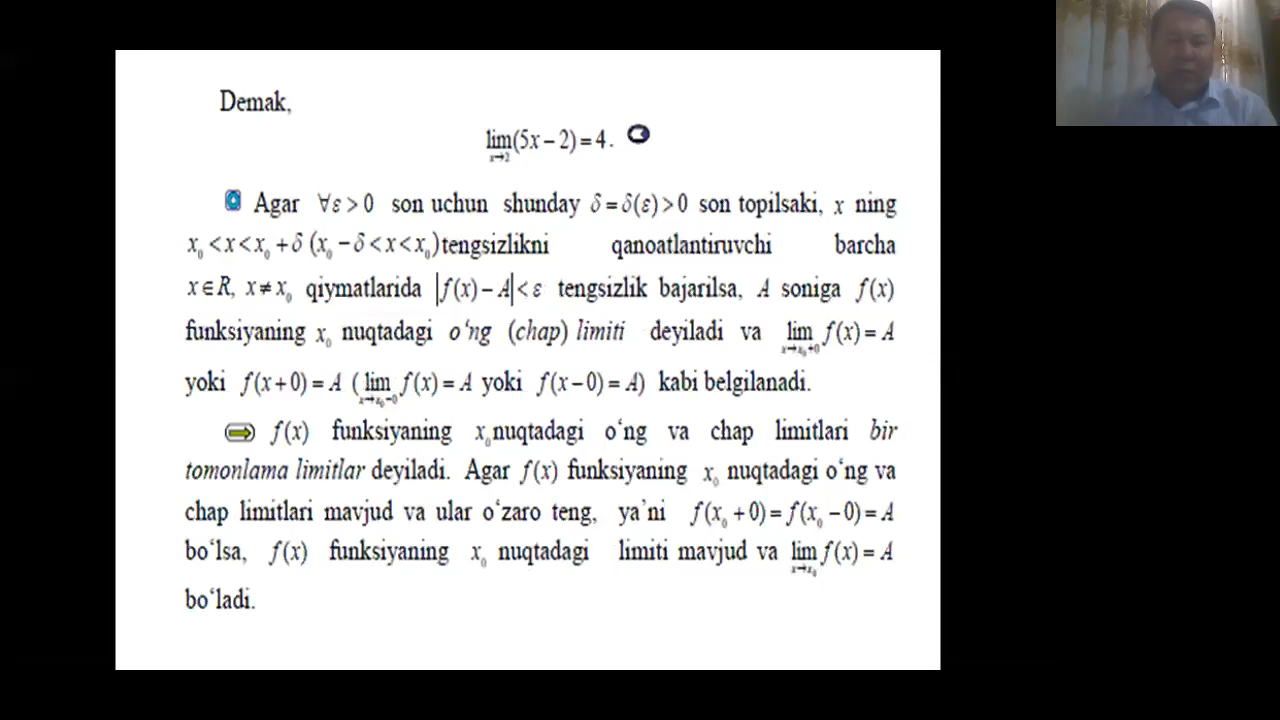 Demak,
lim(5x – 2) = 4.
x→2
Agar ∀ε > 0 son uchun shunday δ = δ(ε) > 0 son topilsaki, x ning
x₀ < x < x₀ + δ (x₀ – δ < x < x₀) tengsizlikni qanoatlantiruvchi barcha
x ∈ R, x ≠ x₀ qiymatlarida |f(x) – A| < ε tengsizlik bajarilsa, A soniga f(x)
funksiyaning x₀ nuqtadagi o‘ng (chap) limiti deyiladi va lim f(x) = A
x→x₀+0
yoki f(x+0) = A (lim f(x) = A yoki f(x–0) = A) kabi belgilanadi.
x→x₀–0
f(x) funksiyaning x₀ nuqtadagi o‘ng va chap limitlari bir
tomonlama limitlar deyiladi. Agar f(x) funksiyaning x₀ nuqtadagi o‘ng va
chap limitlari mavjud va ular o‘zaro teng, ya’ni f(x₀ + 0) = f(x₀ – 0) = A
bo‘lsa, f(x) funksiyaning x₀ nuqtadagi limiti mavjud va lim f(x) = A
x→x₀
bo‘ladi.